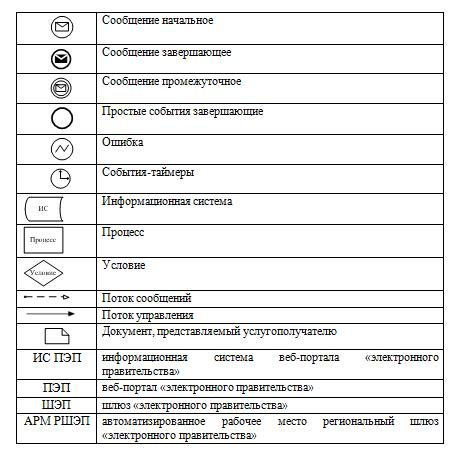 Сообщение начальное
Сообщение завершающее
Сообщение промежуточное
Простые события завершающие
Ошибка
События-таймеры
ИС Информационная система
Процесс Процесс
Условие Условие
Поток сообщений
Поток управления
Документ, представляемый услугополучателю
ИС ПЭП информационная система веб-портала «электронного
правительства»
ПЭП веб-портал «электронного правительства»
ШЭП шлюз «электронного правительства»
АРМ РШЭП автоматизированное рабочее место региональный шлюз
«электронного правительства»